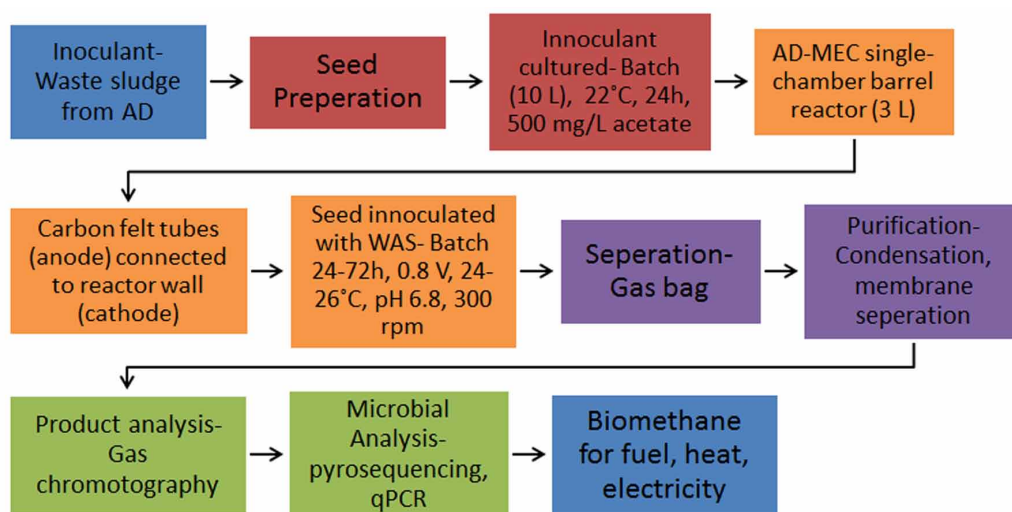 Inoculant-
Waste sludge
from AD
Seed
Preperation
Innoculant
cultured- Batch
(10 L), 22˚C, 24h,
500 mg/L acetate
AD-MEC single-
chamber barrel
reactor (3 L)
Carbon felt tubes
(anode) connected
to reactor wall
(cathode)
Seed innoculated
with WAS- Batch
24-72h, 0.8 V, 24-
26˚C, pH 6.8, 300
rpm
Seperation-
Gas bag
Purification-
Condensation,
membrane
seperation
Product analysis-
Gas
chromotography
Microbial
Analysis-
pyrosequencing,
qPCR
Biomethane
for fuel, heat,
electricity